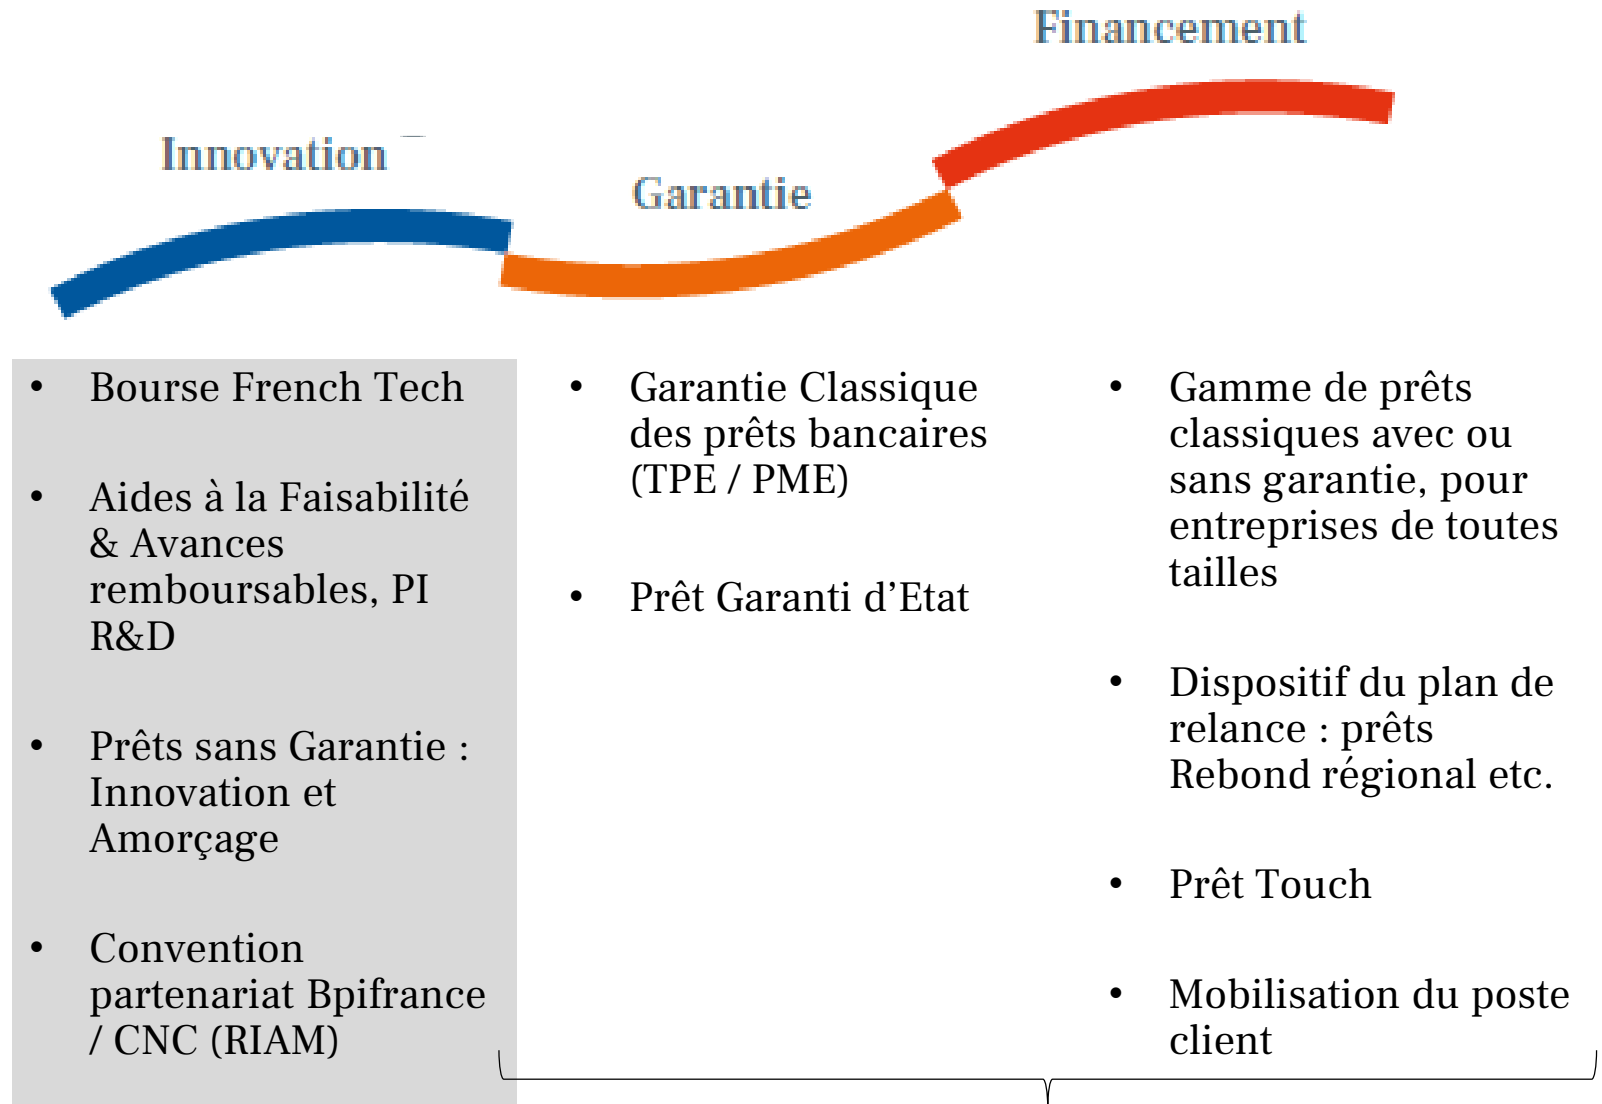 Financement
Innovation
Garantie
• Bourse French Tech
• Aides à la Faisabilité
& Avances
remboursables, PI
R&D
• Prêts sans Garantie :
Innovation et
Amorçage
• Convention
partenariat Bpifrance
/ CNC (RIAM)
• Garantie Classique
des prêts bancaires
(TPE / PME)
• Prêt Garanti d’Etat
• Gamme de prêts
classiques avec ou
sans garantie, pour
entreprises de toutes
tailles
• Dispositif du plan de
relance : prêts
Rebond régional etc.
• Prêt Touch
• Mobilisation du poste
client